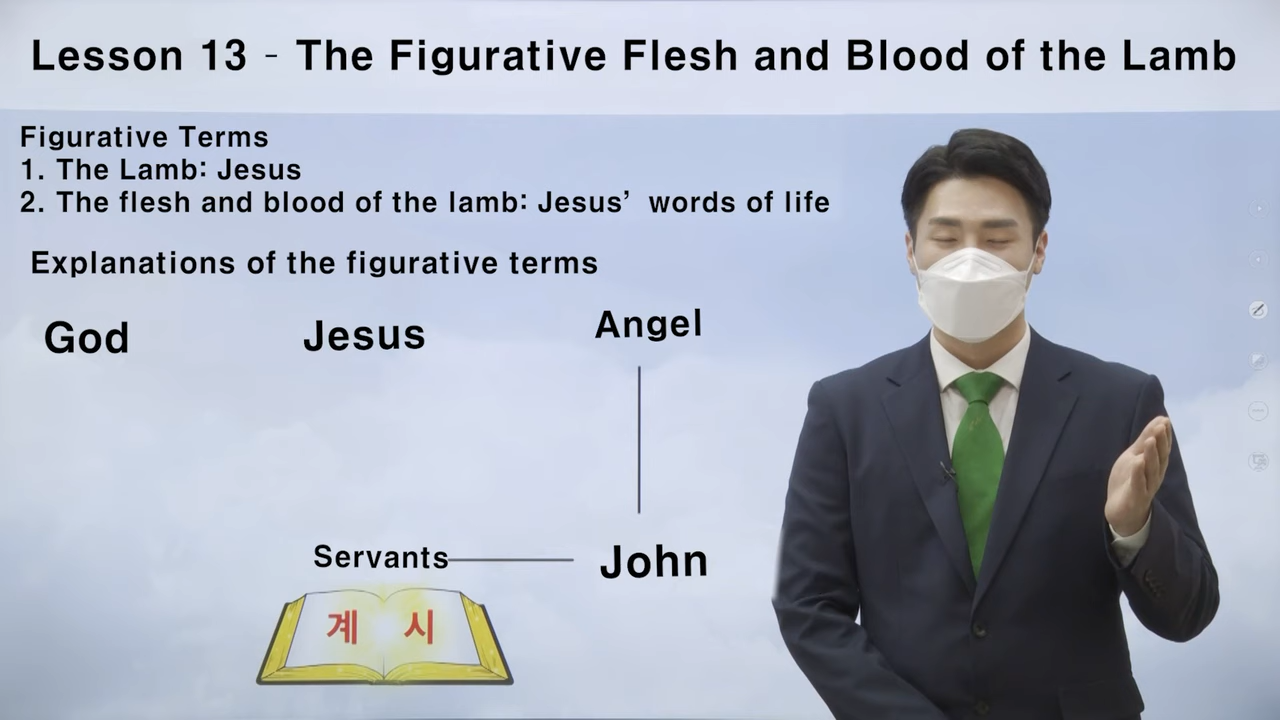 Lesson 13 - The Figurative Flesh and Blood of the Lamb
Figurative Terms
1. The Lamb: Jesus
2. The flesh and blood of the lamb: Jesus’ words of life
Explanations of the figurative terms
God Jesus Angel
Servants John
계 시